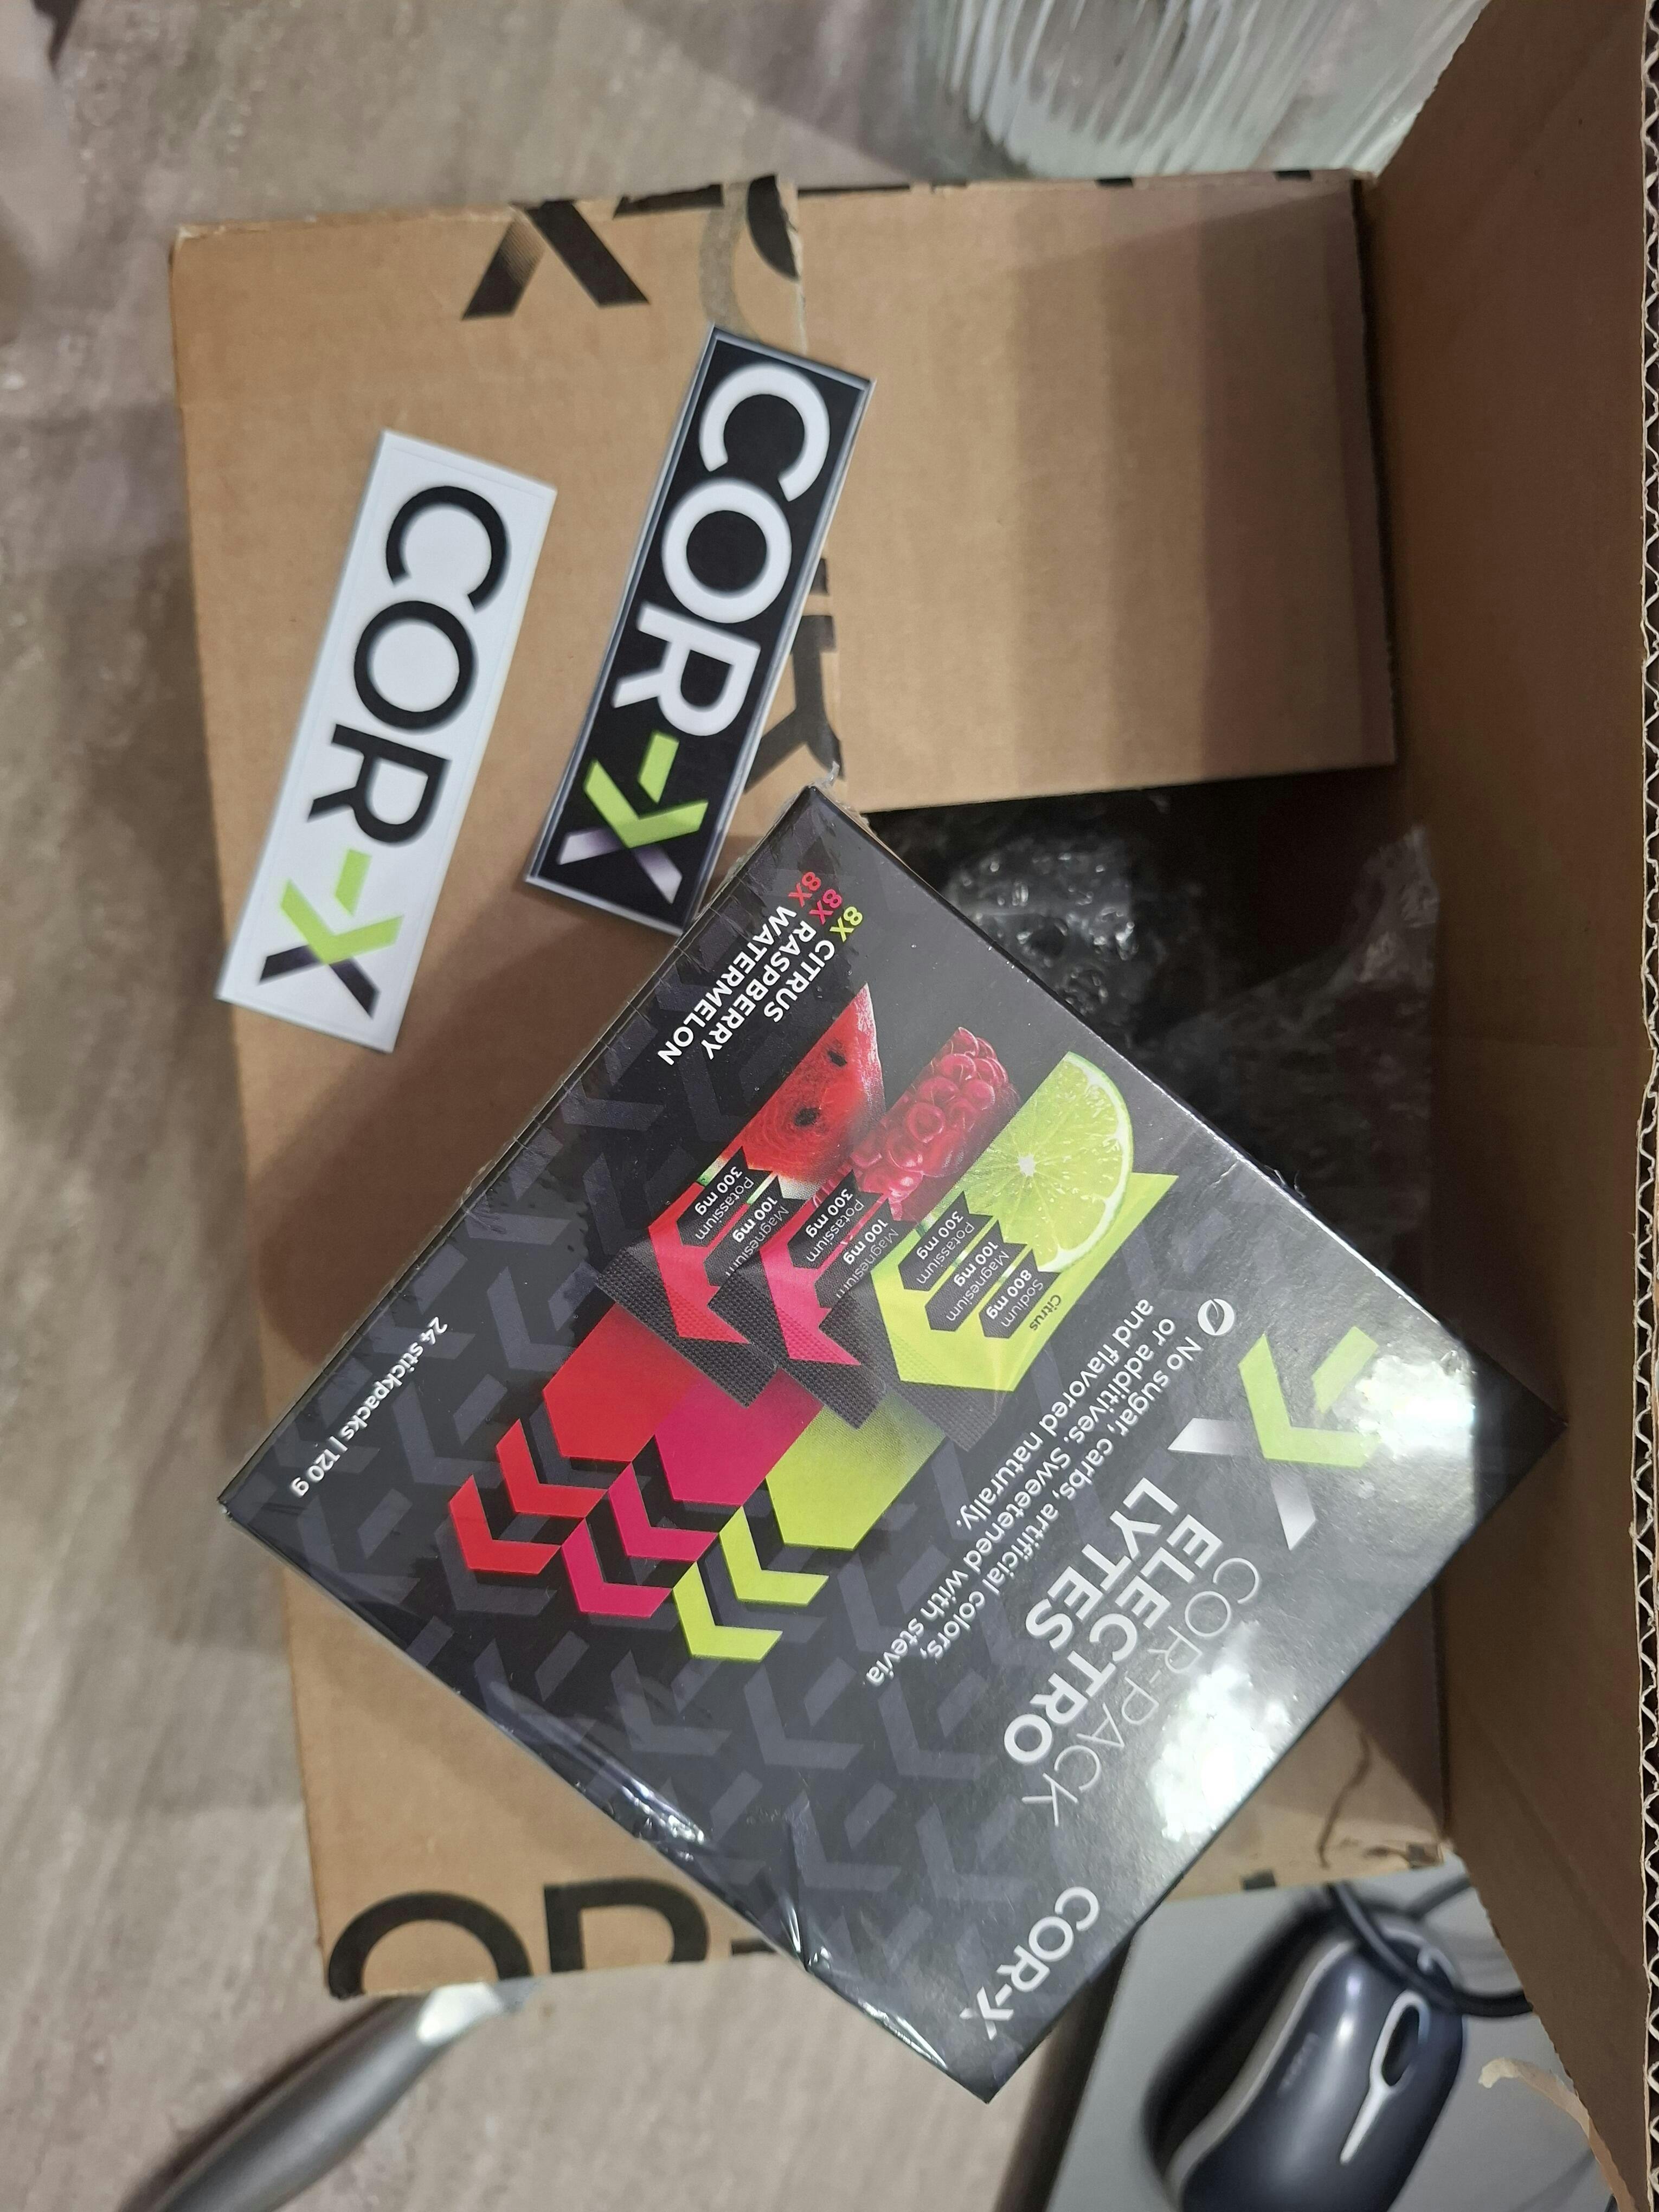 COR-X
COR-X
COR-X
COR-PACK
ELECTRO
LYTES
No sugar, carbs, artificial colors,
or additives. Sweetened with stevia
and flavored naturally.
Citrus
800 mg
Sodium
100 mg
Magnesium
300 mg
Potassium
100 mg
Magnesium
300 mg
Potassium
100 mg
Magnesium
300 mg
Potassium
8X CITRUS
8X RASPBERRY
8X WATERMELON
24 stickpacks | 120 g